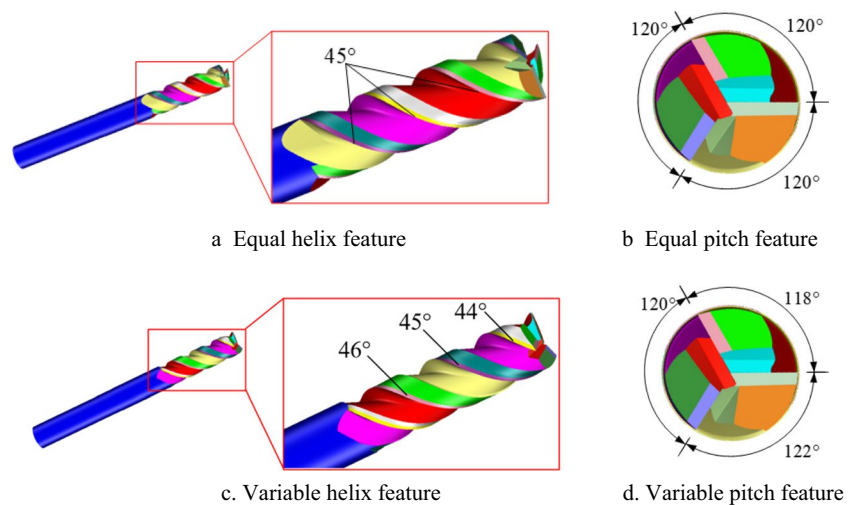 45°
120°
120°
120°
a Equal helix feature
b Equal pitch feature
46°
45°
44°
120°
118°
122°
c. Variable helix feature
d. Variable pitch feature